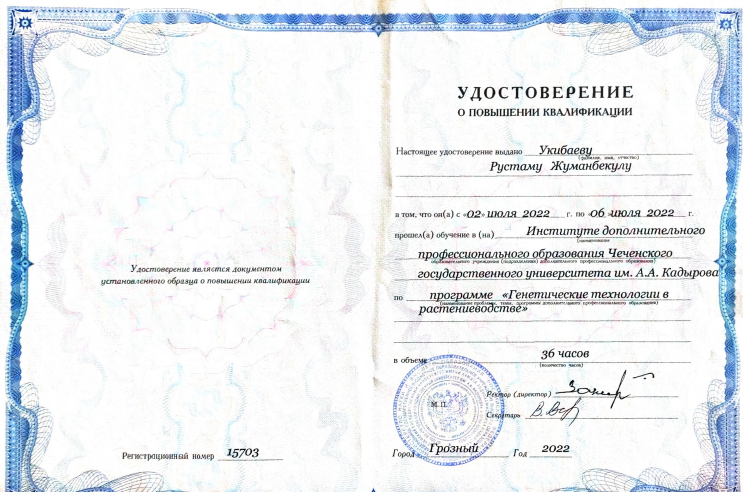 Удостоверение является документом
установленного образца о повышении квалификации
Регистрационный номер 15703
УДОСТОВЕРЕНИЕ
О ПОВЫШЕНИИ КВАЛИФИКАЦИИ
Настоящее удостоверение выдано Укибаеву
(фамилия, имя, отчество)
Рустаму Жуманбекулу
в том, что он(а) с «02» июля 2022 г. по «06» июля 2022 г.
прошел(а) обучение в (на) Институте дополнительного
(наименование
профессионального образования Чеченского
образовательного учреждения (подразделения) дополнительного профессионального образования)
государственного университета им. А.А. Кадырова
по программе «Генетические технологии в
(наименование проблемы, темы, программы дополнительного профессионального образования)
растениеводстве»
в объеме 36 часов
(количество часов)
М.П.
Ректор (директор)
Секретарь
Город Грозный Год 2022